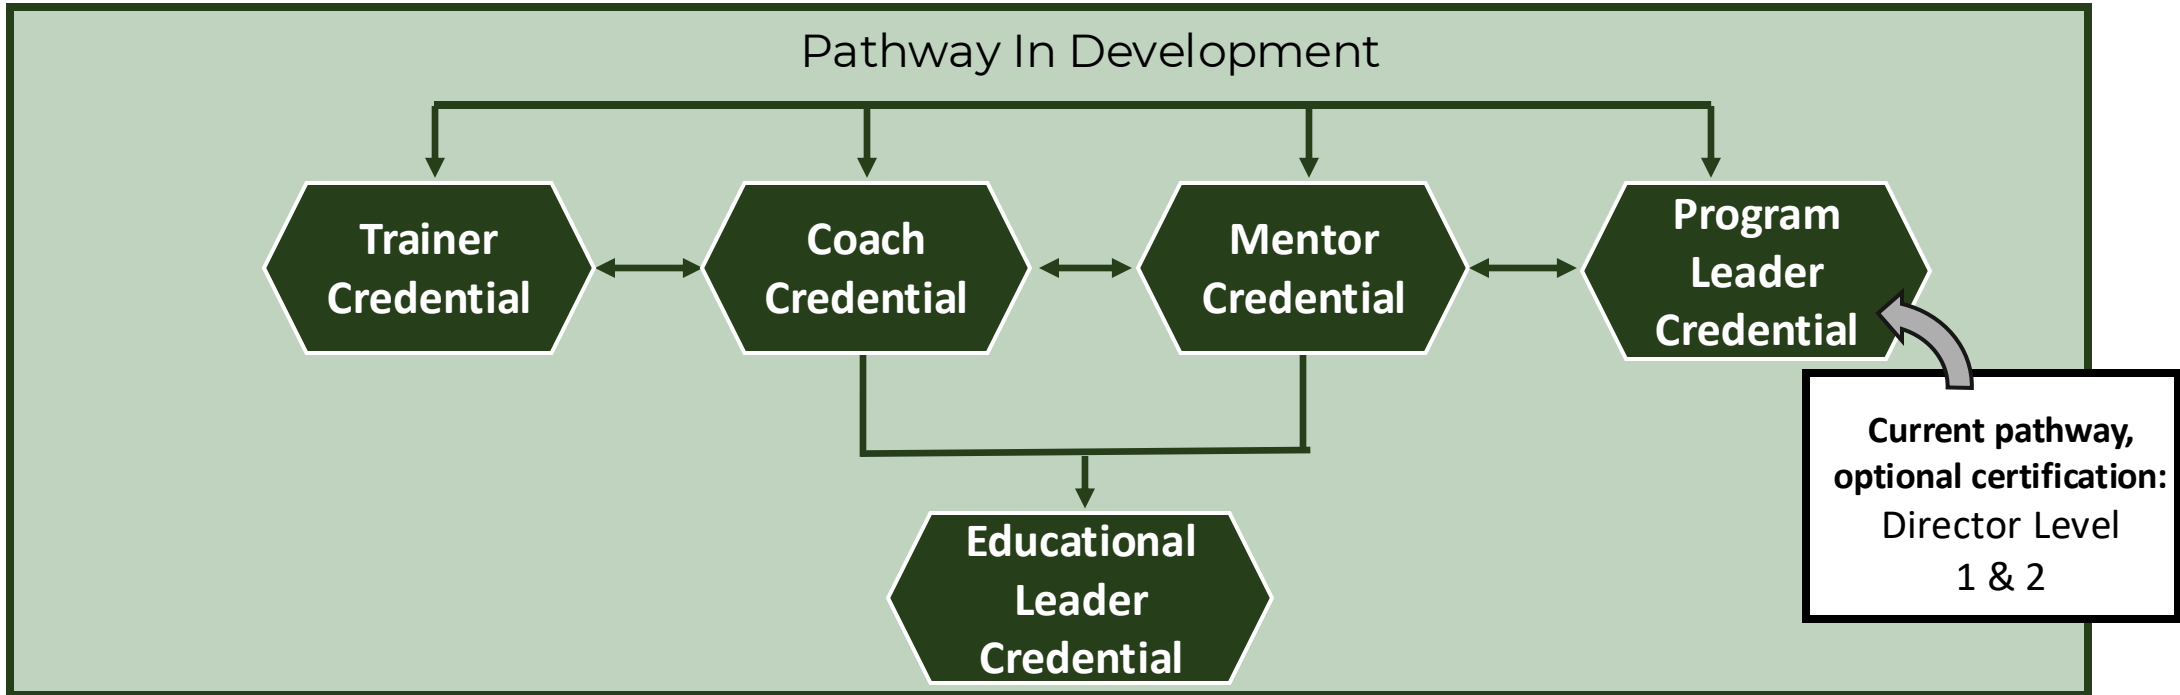 Pathway In Development
Trainer
Credential
Coach
Credential
Mentor
Credential
Program
Leader
Credential
Current pathway,
optional certification:
Director Level
1 & 2
Educational
Leader
Credential